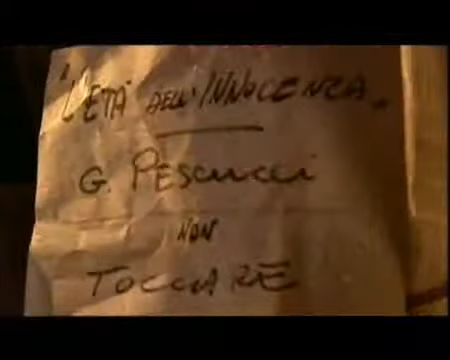 "L'ETÀ DELL'INNOCENZA"
G. PESCUCCI
NON
TOCCARE